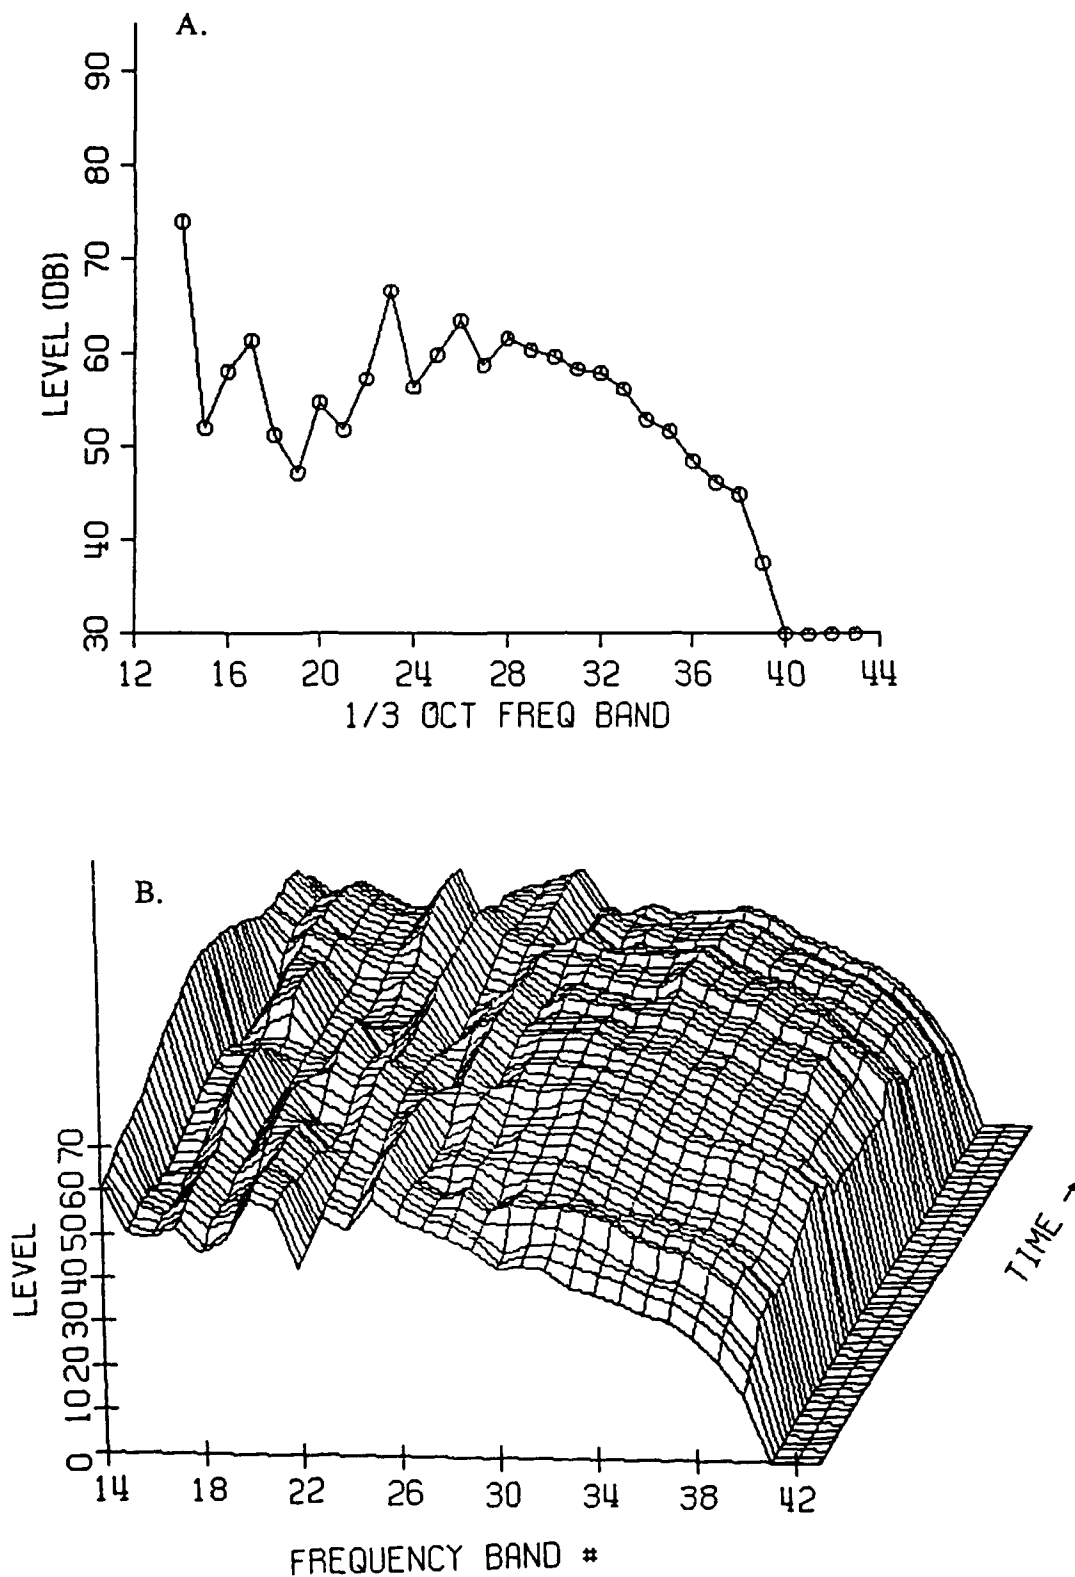 A.
90
80
70
60
50
40
30
LEVEL (DB)
12 16 20 24 28 32 36 40 44
1/3 OCT FREQ BAND
B.
70
60
50
40
30
20
10
0
LEVEL
TIME →
14 18 22 26 30 34 38 42
FREQUENCY BAND #